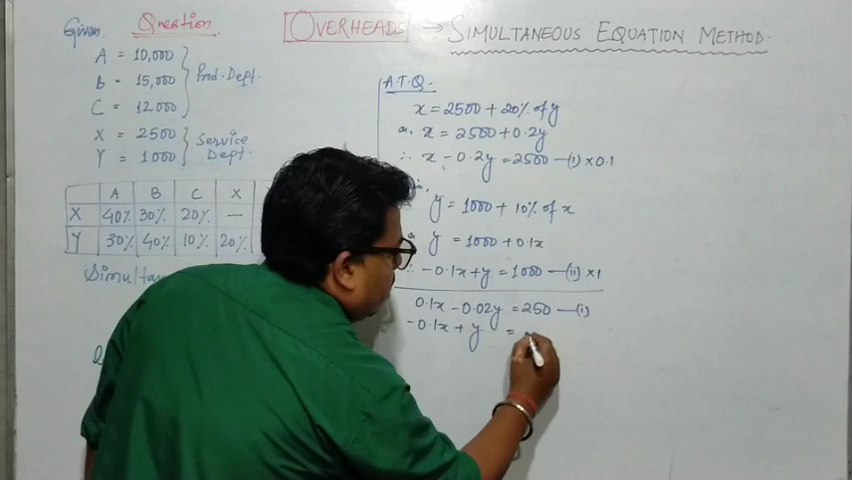 Given. Question
OVERHEADS → SIMULTANEOUS EQUATION METHOD.
A = 10,000
B = 15,000 Prod. Dept.
C = 12,000
X = 2500 Service
Y = 1000 Dept.
A B C X
X 40% 30% 20% —
Y 30% 40% 10% 20%
Simultan
A.T.Q.
x = 2500 + 20% of y
x = 2500 + 0.2y
∴ x - 0.2y = 2500 —(i) × 0.1
y = 1000 + 10% of x
y = 1000 + 0.1x
∴ -0.1x + y = 1000 —(ii) × 1
0.1x - 0.02y = 250 —(i)
-0.1x + y =